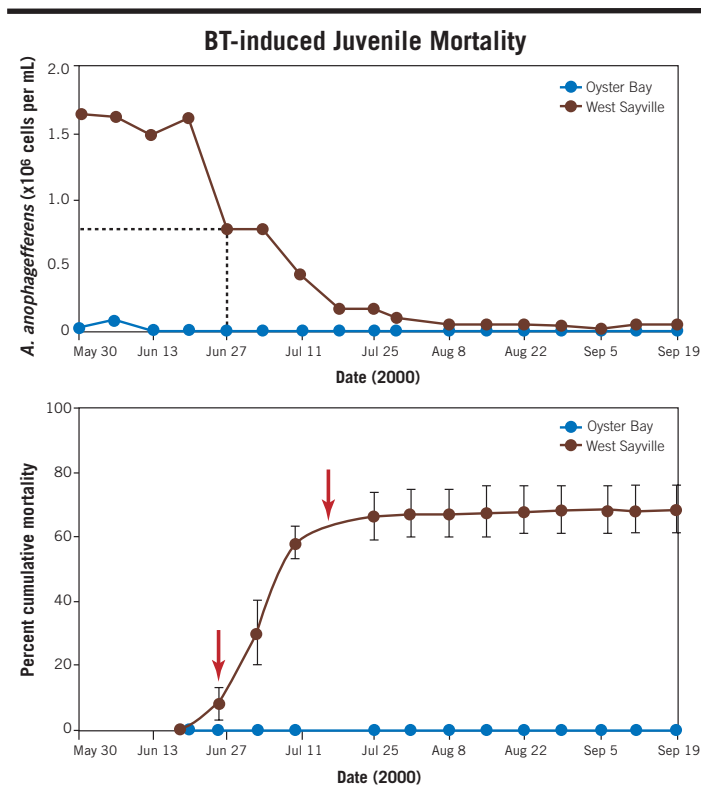 BT-induced Juvenile Mortality
A. anophagefferens (x10⁶ cells per mL)
2.0
1.5
1.0
0.5
0
Oyster Bay
West Sayville
May 30 Jun 13 Jun 27 Jul 11 Jul 25 Aug 8 Aug 22 Sep 5 Sep 19
Date (2000)
Percent cumulative mortality
100
80
60
40
20
0
Oyster Bay
West Sayville
May 30 Jun 13 Jun 27 Jul 11 Jul 25 Aug 8 Aug 22 Sep 5 Sep 19
Date (2000)